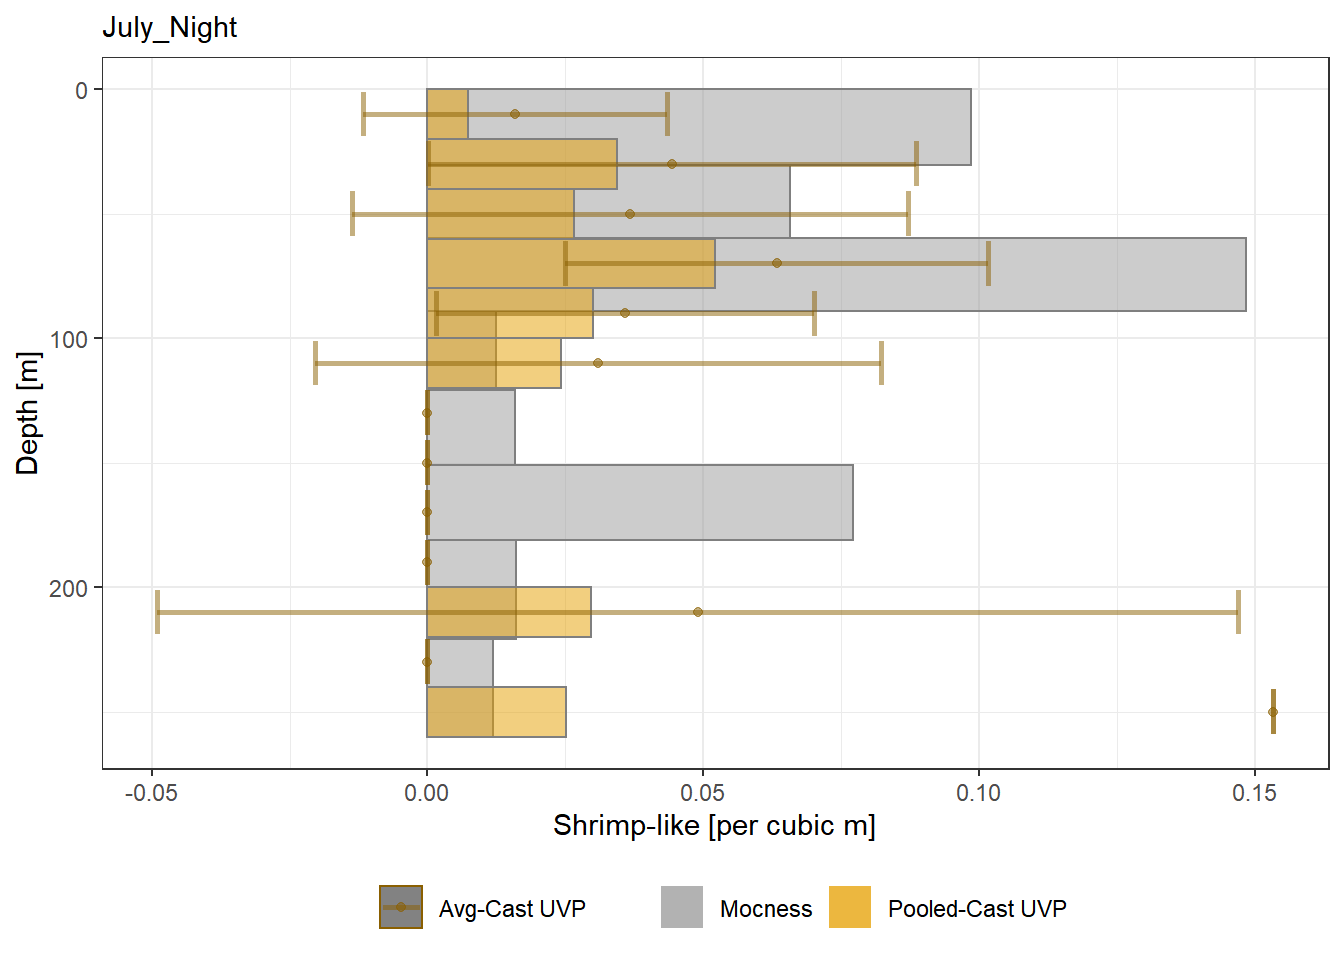 July_Night
0
100
200
Depth [m]
-0.05 0.00 0.05 0.10 0.15
Shrimp-like [per cubic m]
Avg-Cast UVP Mocness Pooled-Cast UVP